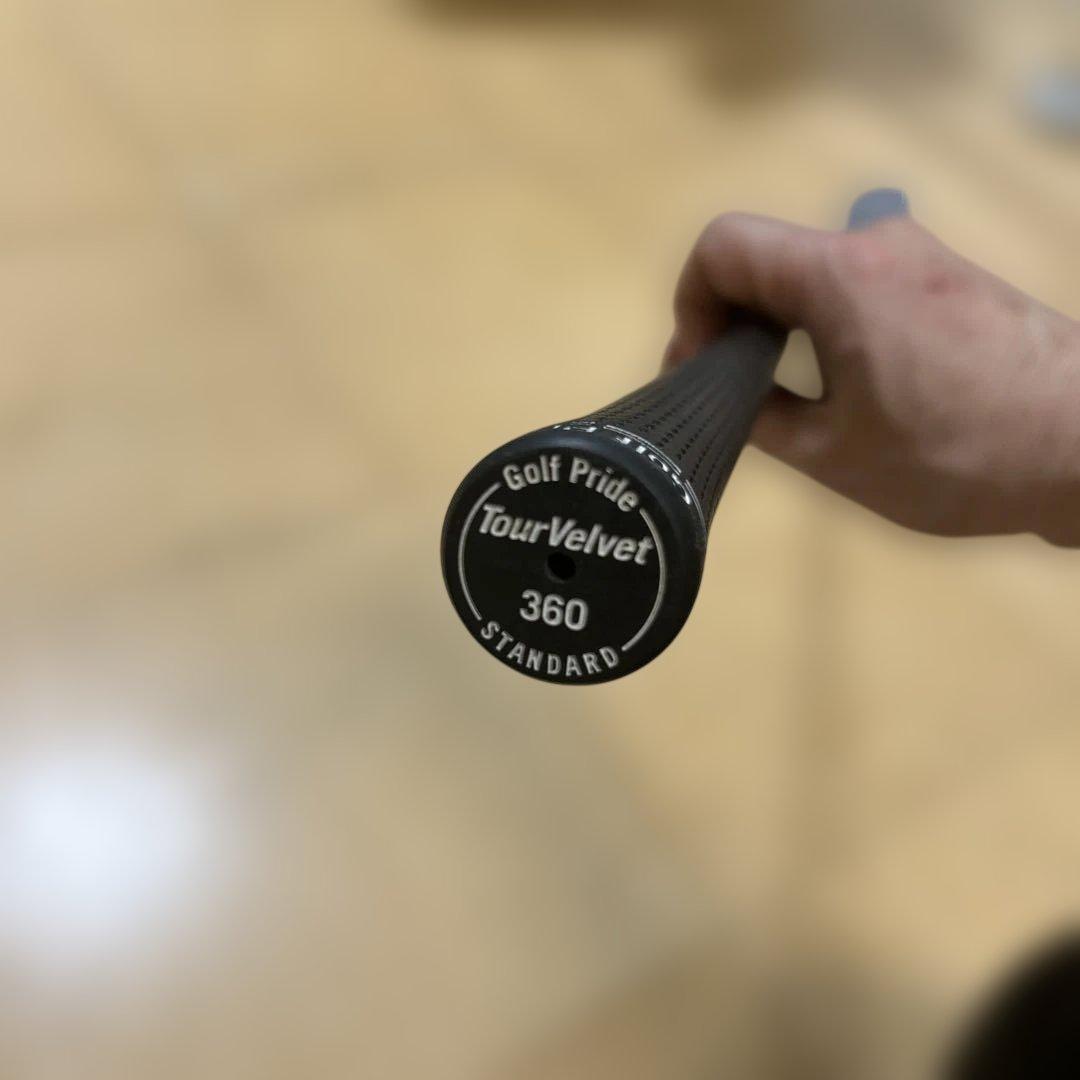 Golf Pride
TourVelvet
360
STANDARD